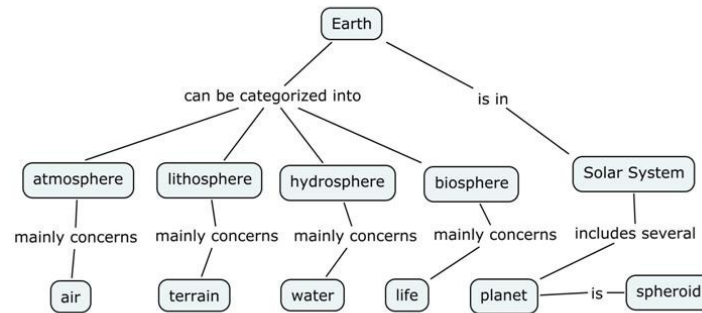 Earth
can be categorized into
is in
atmosphere
lithosphere
hydrosphere
biosphere
Solar System
mainly concerns
mainly concerns
mainly concerns
mainly concerns
includes several
air
terrain
water
life
planet
is
spheroid